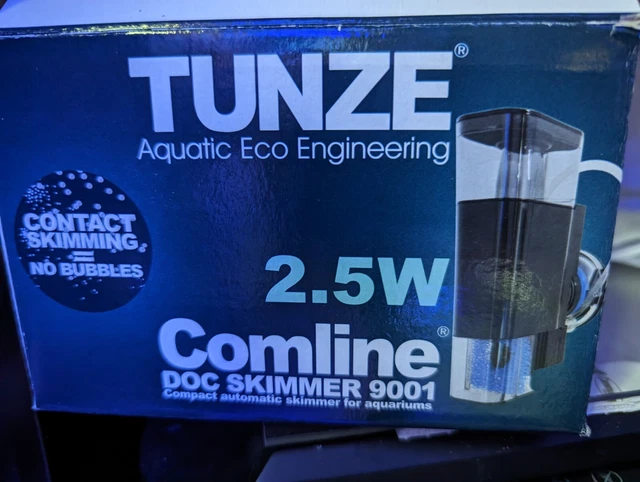 TUNZE®
Aquatic Eco Engineering
CONTACT
SKIMMING
=
NO BUBBLES
2.5W
Comline®
DOC SKIMMER 9001
Compact automatic skimmer for aquariums